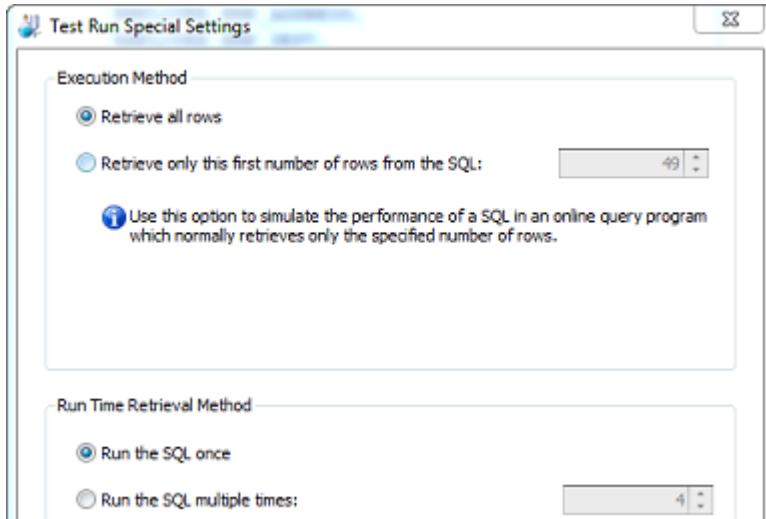 Test Run Special Settings
Execution Method
Retrieve all rows
Retrieve only this first number of rows from the SQL: 49
Use this option to simulate the performance of a SQL in an online query program
which normally retrieves only the specified number of rows.
Run Time Retrieval Method
Run the SQL once
Run the SQL multiple times: 4